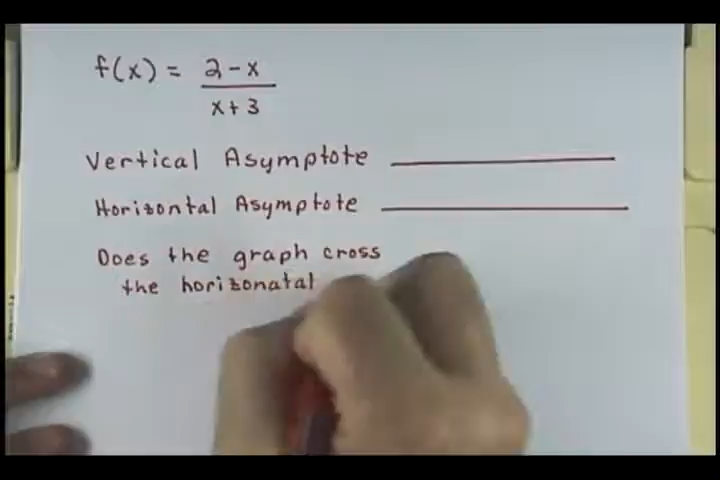 f(x) = 2-x / x+3
Vertical Asymptote
Horizontal Asymptote
Does the graph cross
the horizonatal